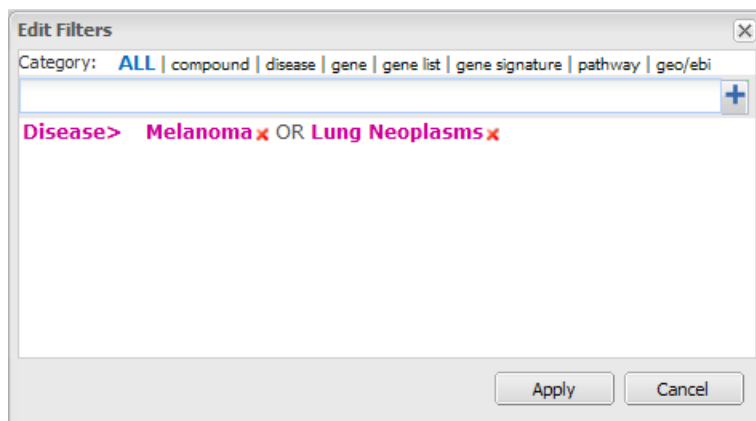 Edit Filters
Category: ALL | compound | disease | gene | gene list | gene signature | pathway | geo/ebi
Disease> Melanoma OR Lung Neoplasms
Apply Cancel